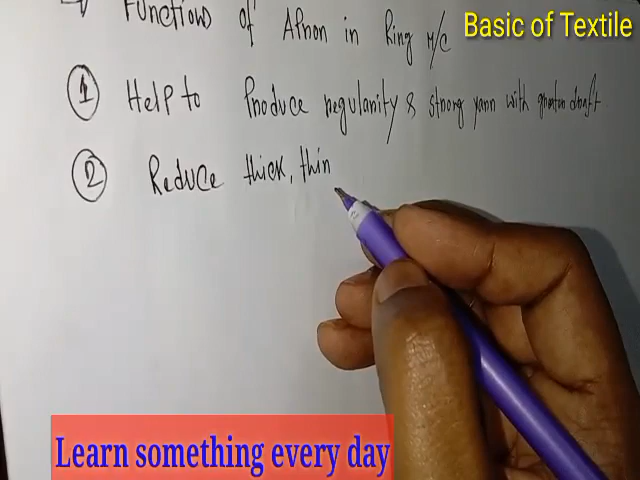 Functions of Apron in Ring M/C
Basic of Textile
1 Help to Produce regularity & strong yarn with greater draft
2 Reduce thick, thin
Learn something every day